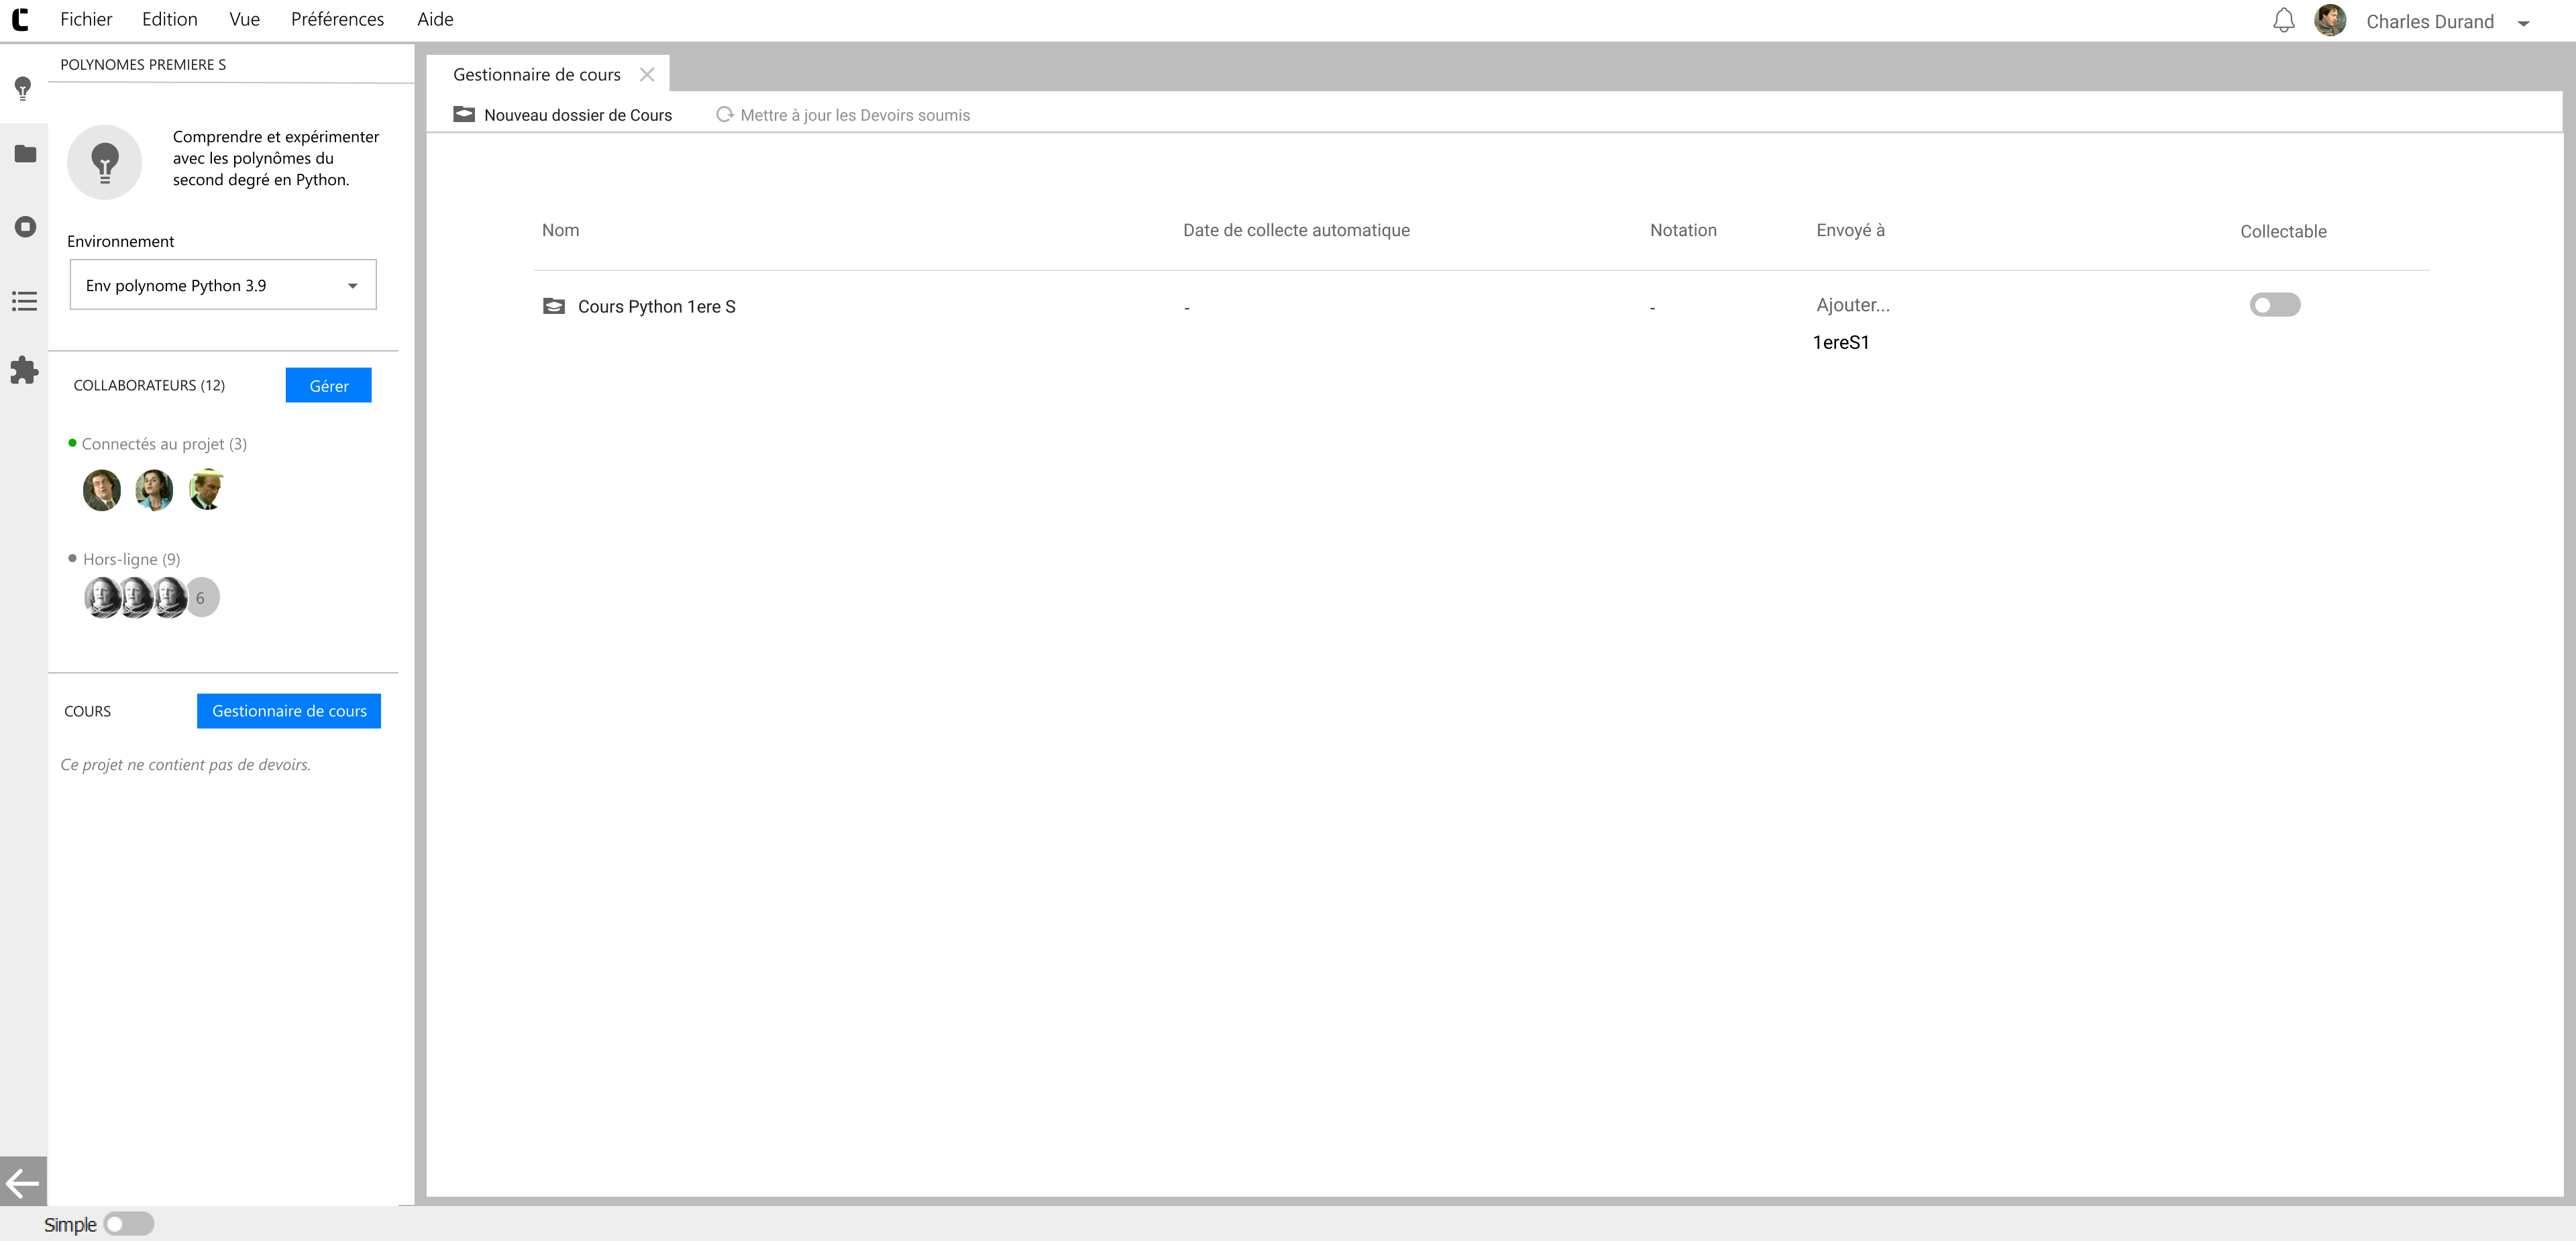 Fichier Edition Vue Préférences Aide
Charles Durand
POLYNOMES PREMIERE S
Comprendre et expérimenter
avec les polynômes du
second degré en Python.
Environnement
Env polynome Python 3.9
COLLABORATEURS (12) Gérer
Connectés au projet (3)
Hors-ligne (9)
6
COURS Gestionnaire de cours
Ce projet ne contient pas de devoirs.
Gestionnaire de cours
Nouveau dossier de Cours Mettre à jour les Devoirs soumis
Nom Date de collecte automatique Notation Envoyé à Collectable
Cours Python 1ere S - - Ajouter...
1ereS1
Simple